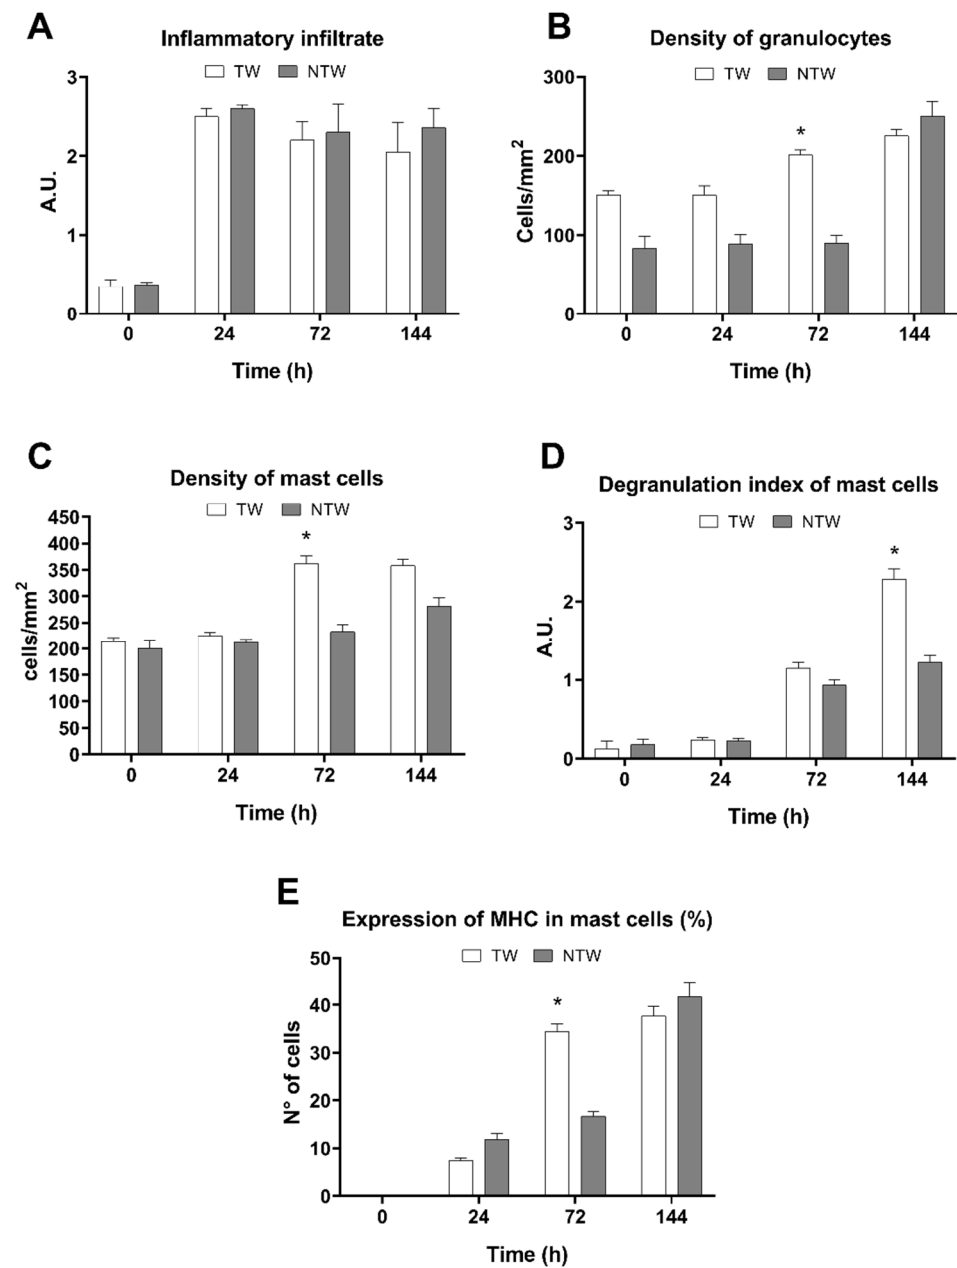 A
Inflammatory infiltrate
TW NTW
3
2
1
0
A.U.
0 24 72 144
Time (h)
B
Density of granulocytes
TW NTW
300
200
100
0
Cells/mm²
*
0 24 72 144
Time (h)
C
Density of mast cells
TW NTW
450
400
350
300
250
200
150
100
50
0
cells/mm²
*
0 24 72 144
Time (h)
D
Degranulation index of mast cells
TW NTW
3
2
1
0
A.U.
*
0 24 72 144
Time (h)
E
Expression of MHC in mast cells (%)
TW NTW
50
40
30
20
10
0
N° of cells
*
0 24 72 144
Time (h)